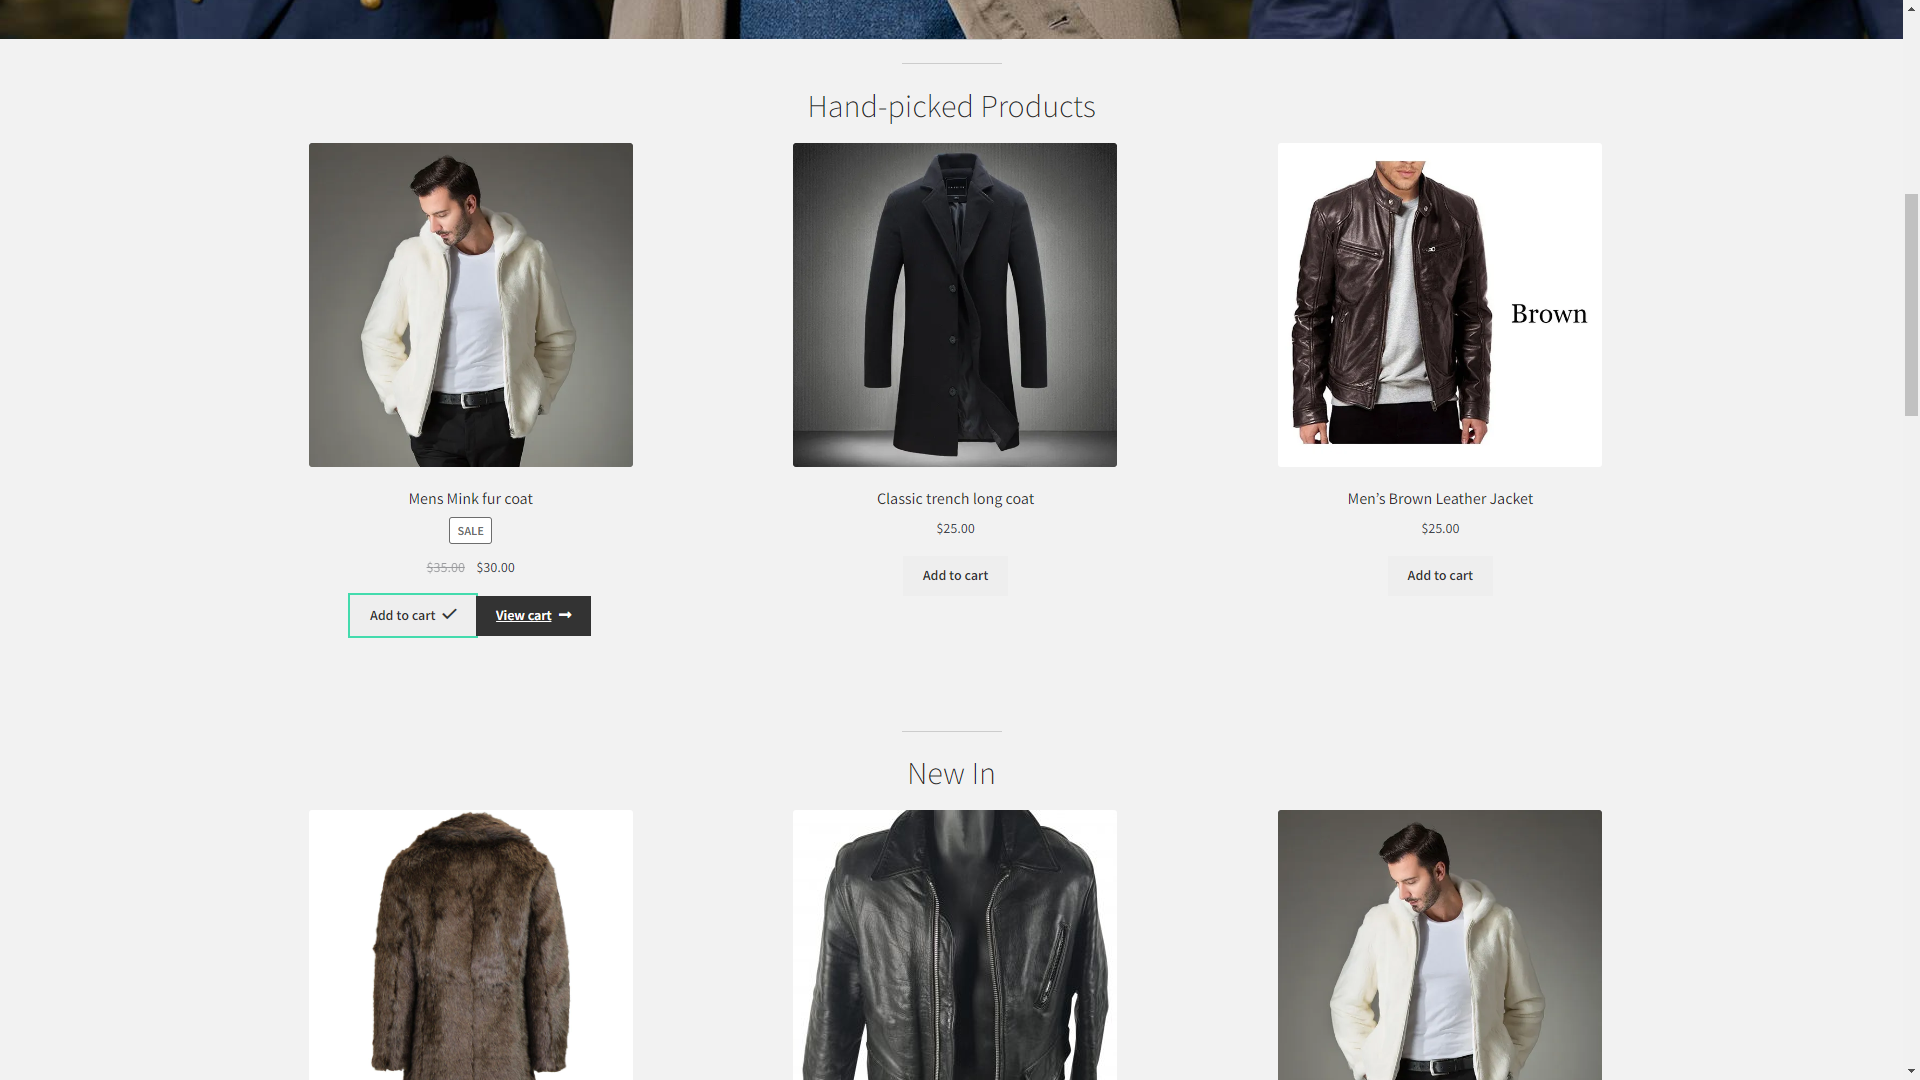 Hand-picked Products
Brown
Mens Mink fur coat
SALE
$35.00 $30.00
Add to cart
View cart
Classic trench long coat
$25.00
Add to cart
Men’s Brown Leather Jacket
$25.00
Add to cart
New In